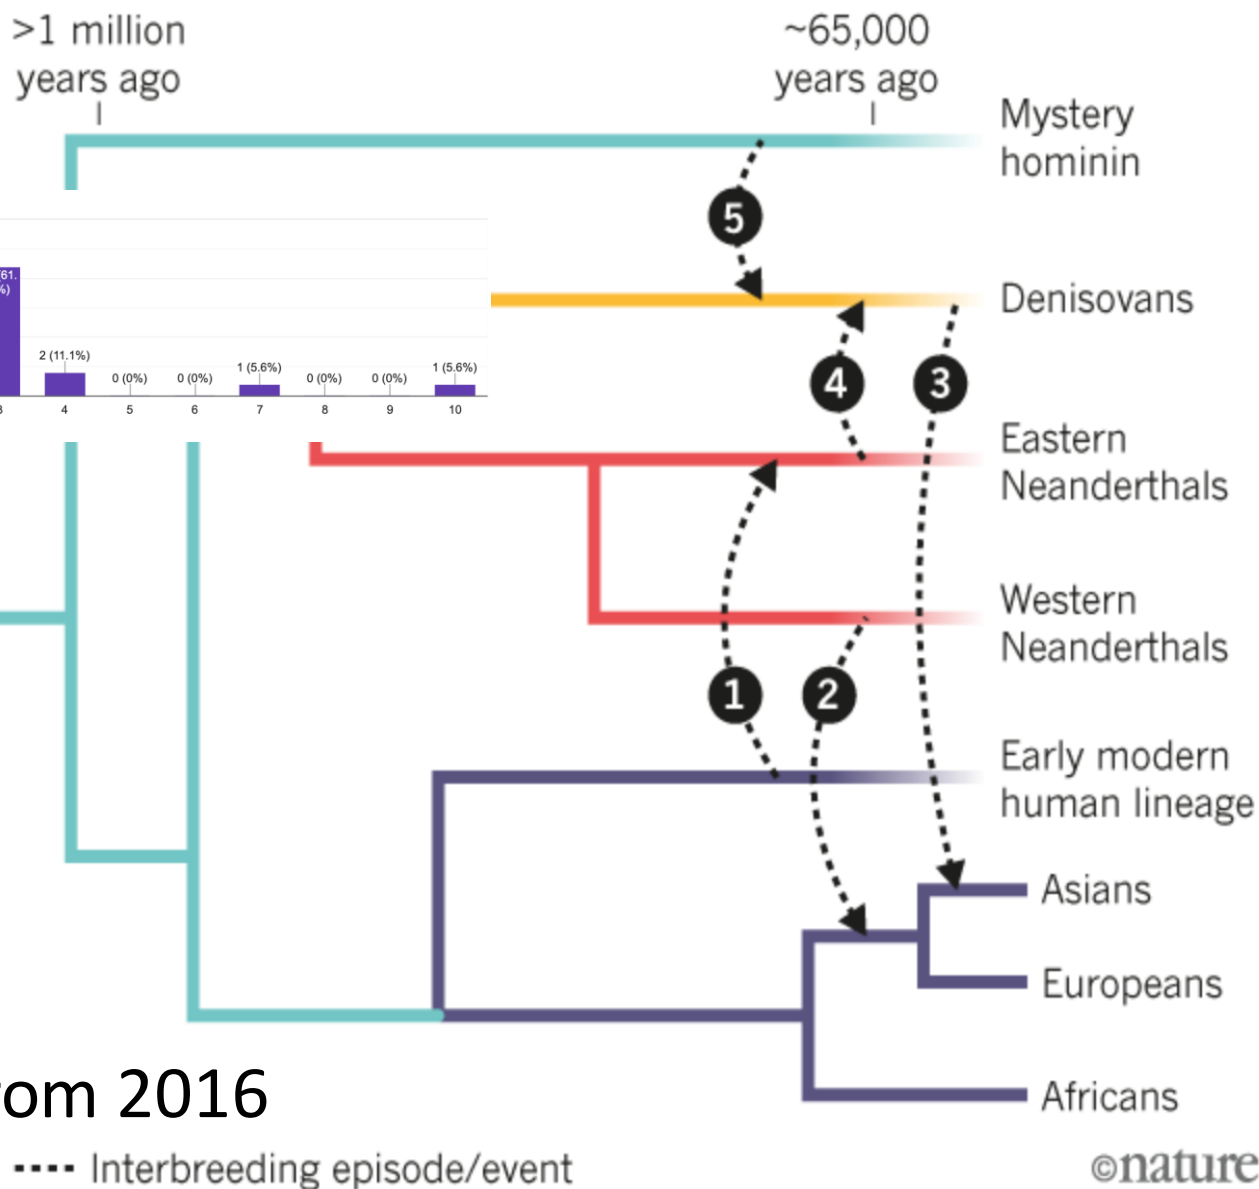 >1 million
years ago
~65,000
years ago
Mystery
hominin
5
Denisovans
61.
%)
2 (11.1%)
0 (0%)
0 (0%)
1 (5.6%)
0 (0%)
0 (0%)
1 (5.6%)
4
5
6
7
8
9
10
4
3
Eastern
Neanderthals
Western
Neanderthals
1
2
Early modern
human lineage
Asians
Europeans
Africans
om 2016
Interbreeding episode/event
©nature